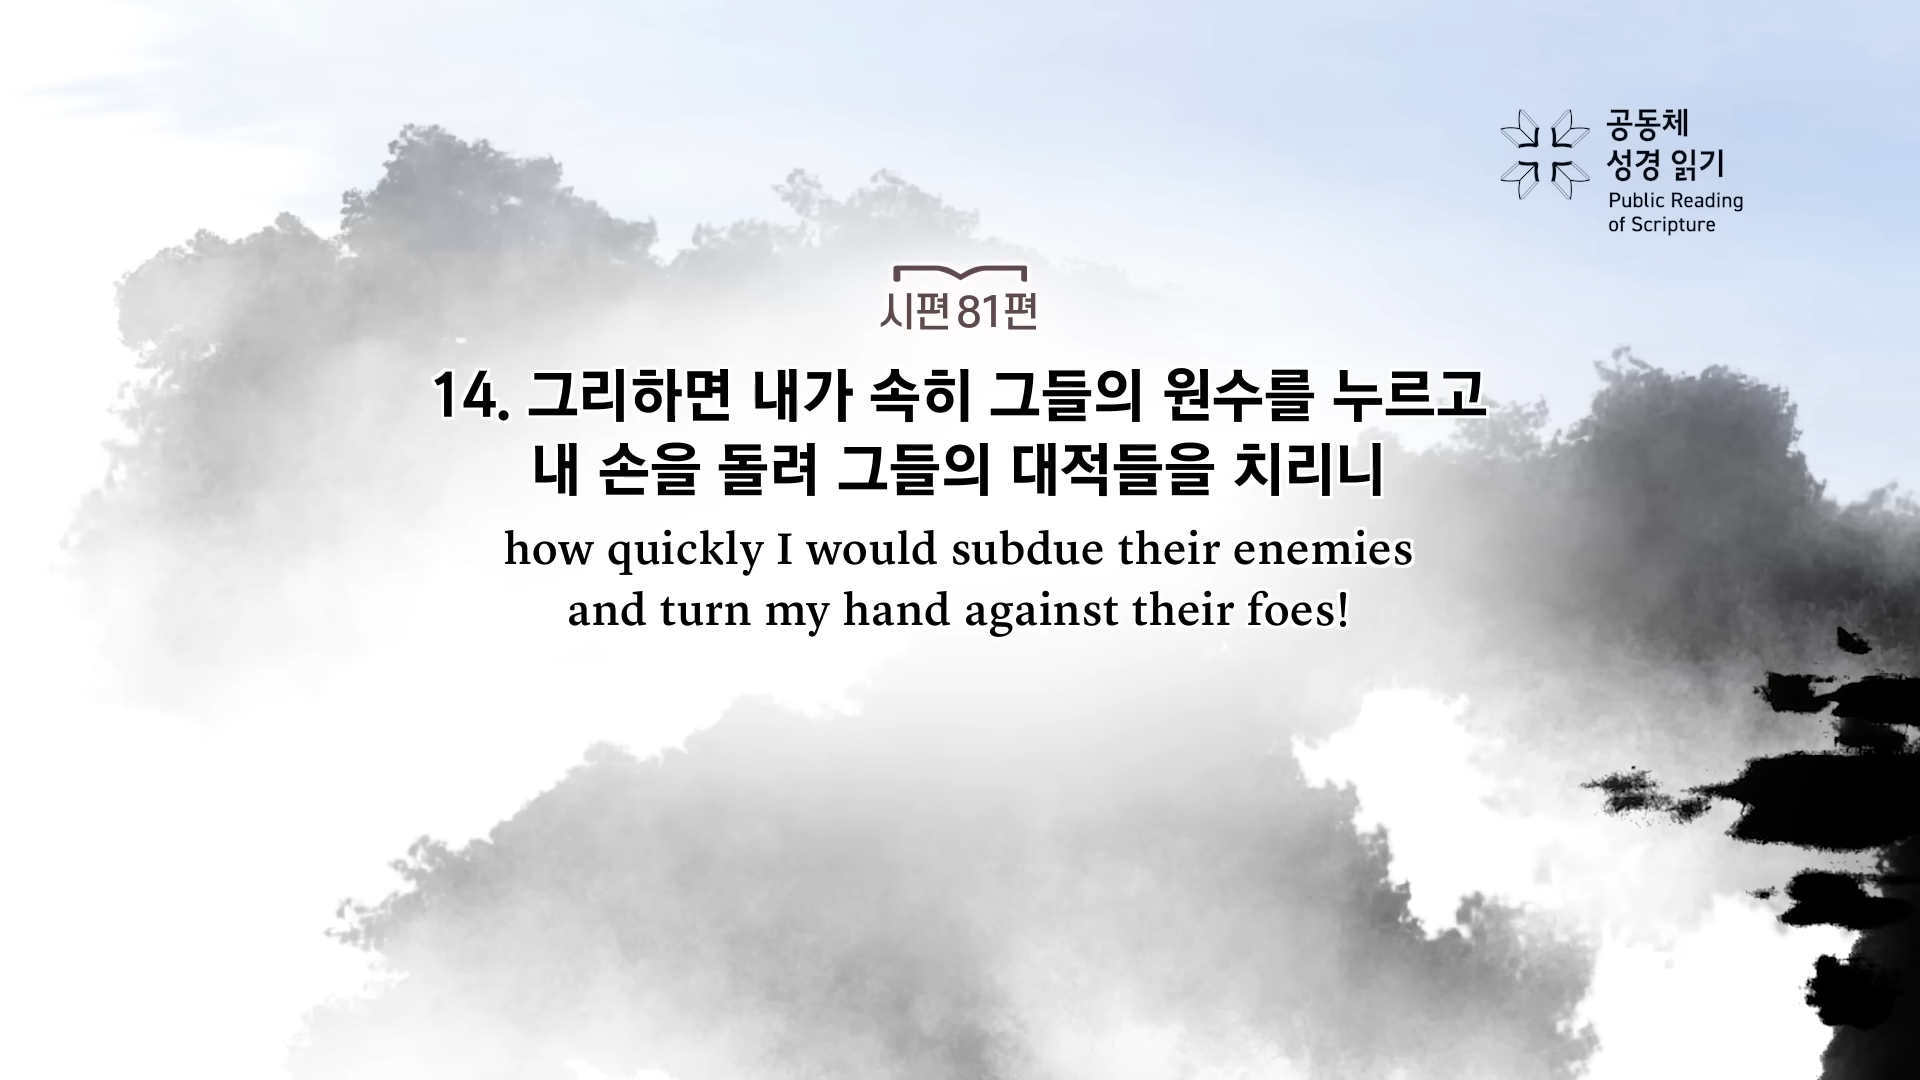 공동체
성경 읽기
Public Reading
of Scripture
시편 81편
14. 그리하면 내가 속히 그들의 원수를 누르고
내 손을 돌려 그들의 대적들을 치리니
how quickly I would subdue their enemies
and turn my hand against their foes!